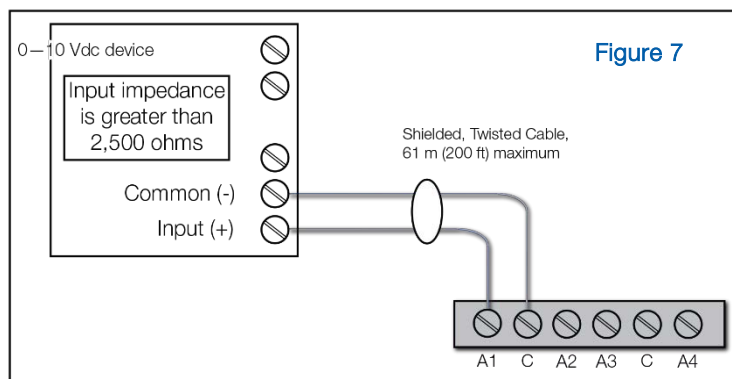 0—10 Vdc device
Figure 7
Input impedance
is greater than
2,500 ohms
Shielded, Twisted Cable,
61 m (200 ft) maximum
Common (-)
Input (+)
A1 C A2 A3 C A4